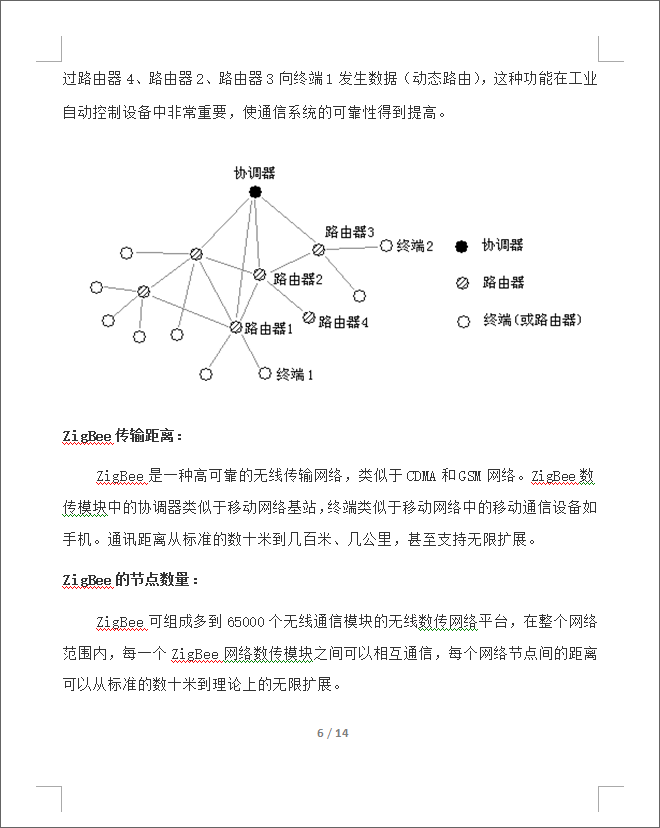 过路由器 4、路由器 2、路由器 3 向终端 1 发生数据（动态路由），这种功能在工业
自动控制设备中非常重要，使通信系统的可靠性得到提高。
协调器
路由器3
终端2
路由器2
路由器1
路由器4
终端1
协调器
路由器
终端(或路由器)
ZigBee 传输距离：
ZigBee 是一种高可靠的无线传输网络，类似于 CDMA 和 GSM 网络。ZigBee 数
传模块中的协调器类似于移动网络基站，终端类似于移动网络中的移动通信设备如
手机。通讯距离从标准的数十米到几百米、几公里，甚至支持无限扩展。
ZigBee 的节点数量：
ZigBee 可组成多到 65000 个无线通信模块的无线数传网络平台，在整个网络
范围内，每一个 ZigBee 网络数传模块之间可以相互通信，每个网络节点间的距离
可以从标准的数十米到理论上的无限扩展。
6 / 14